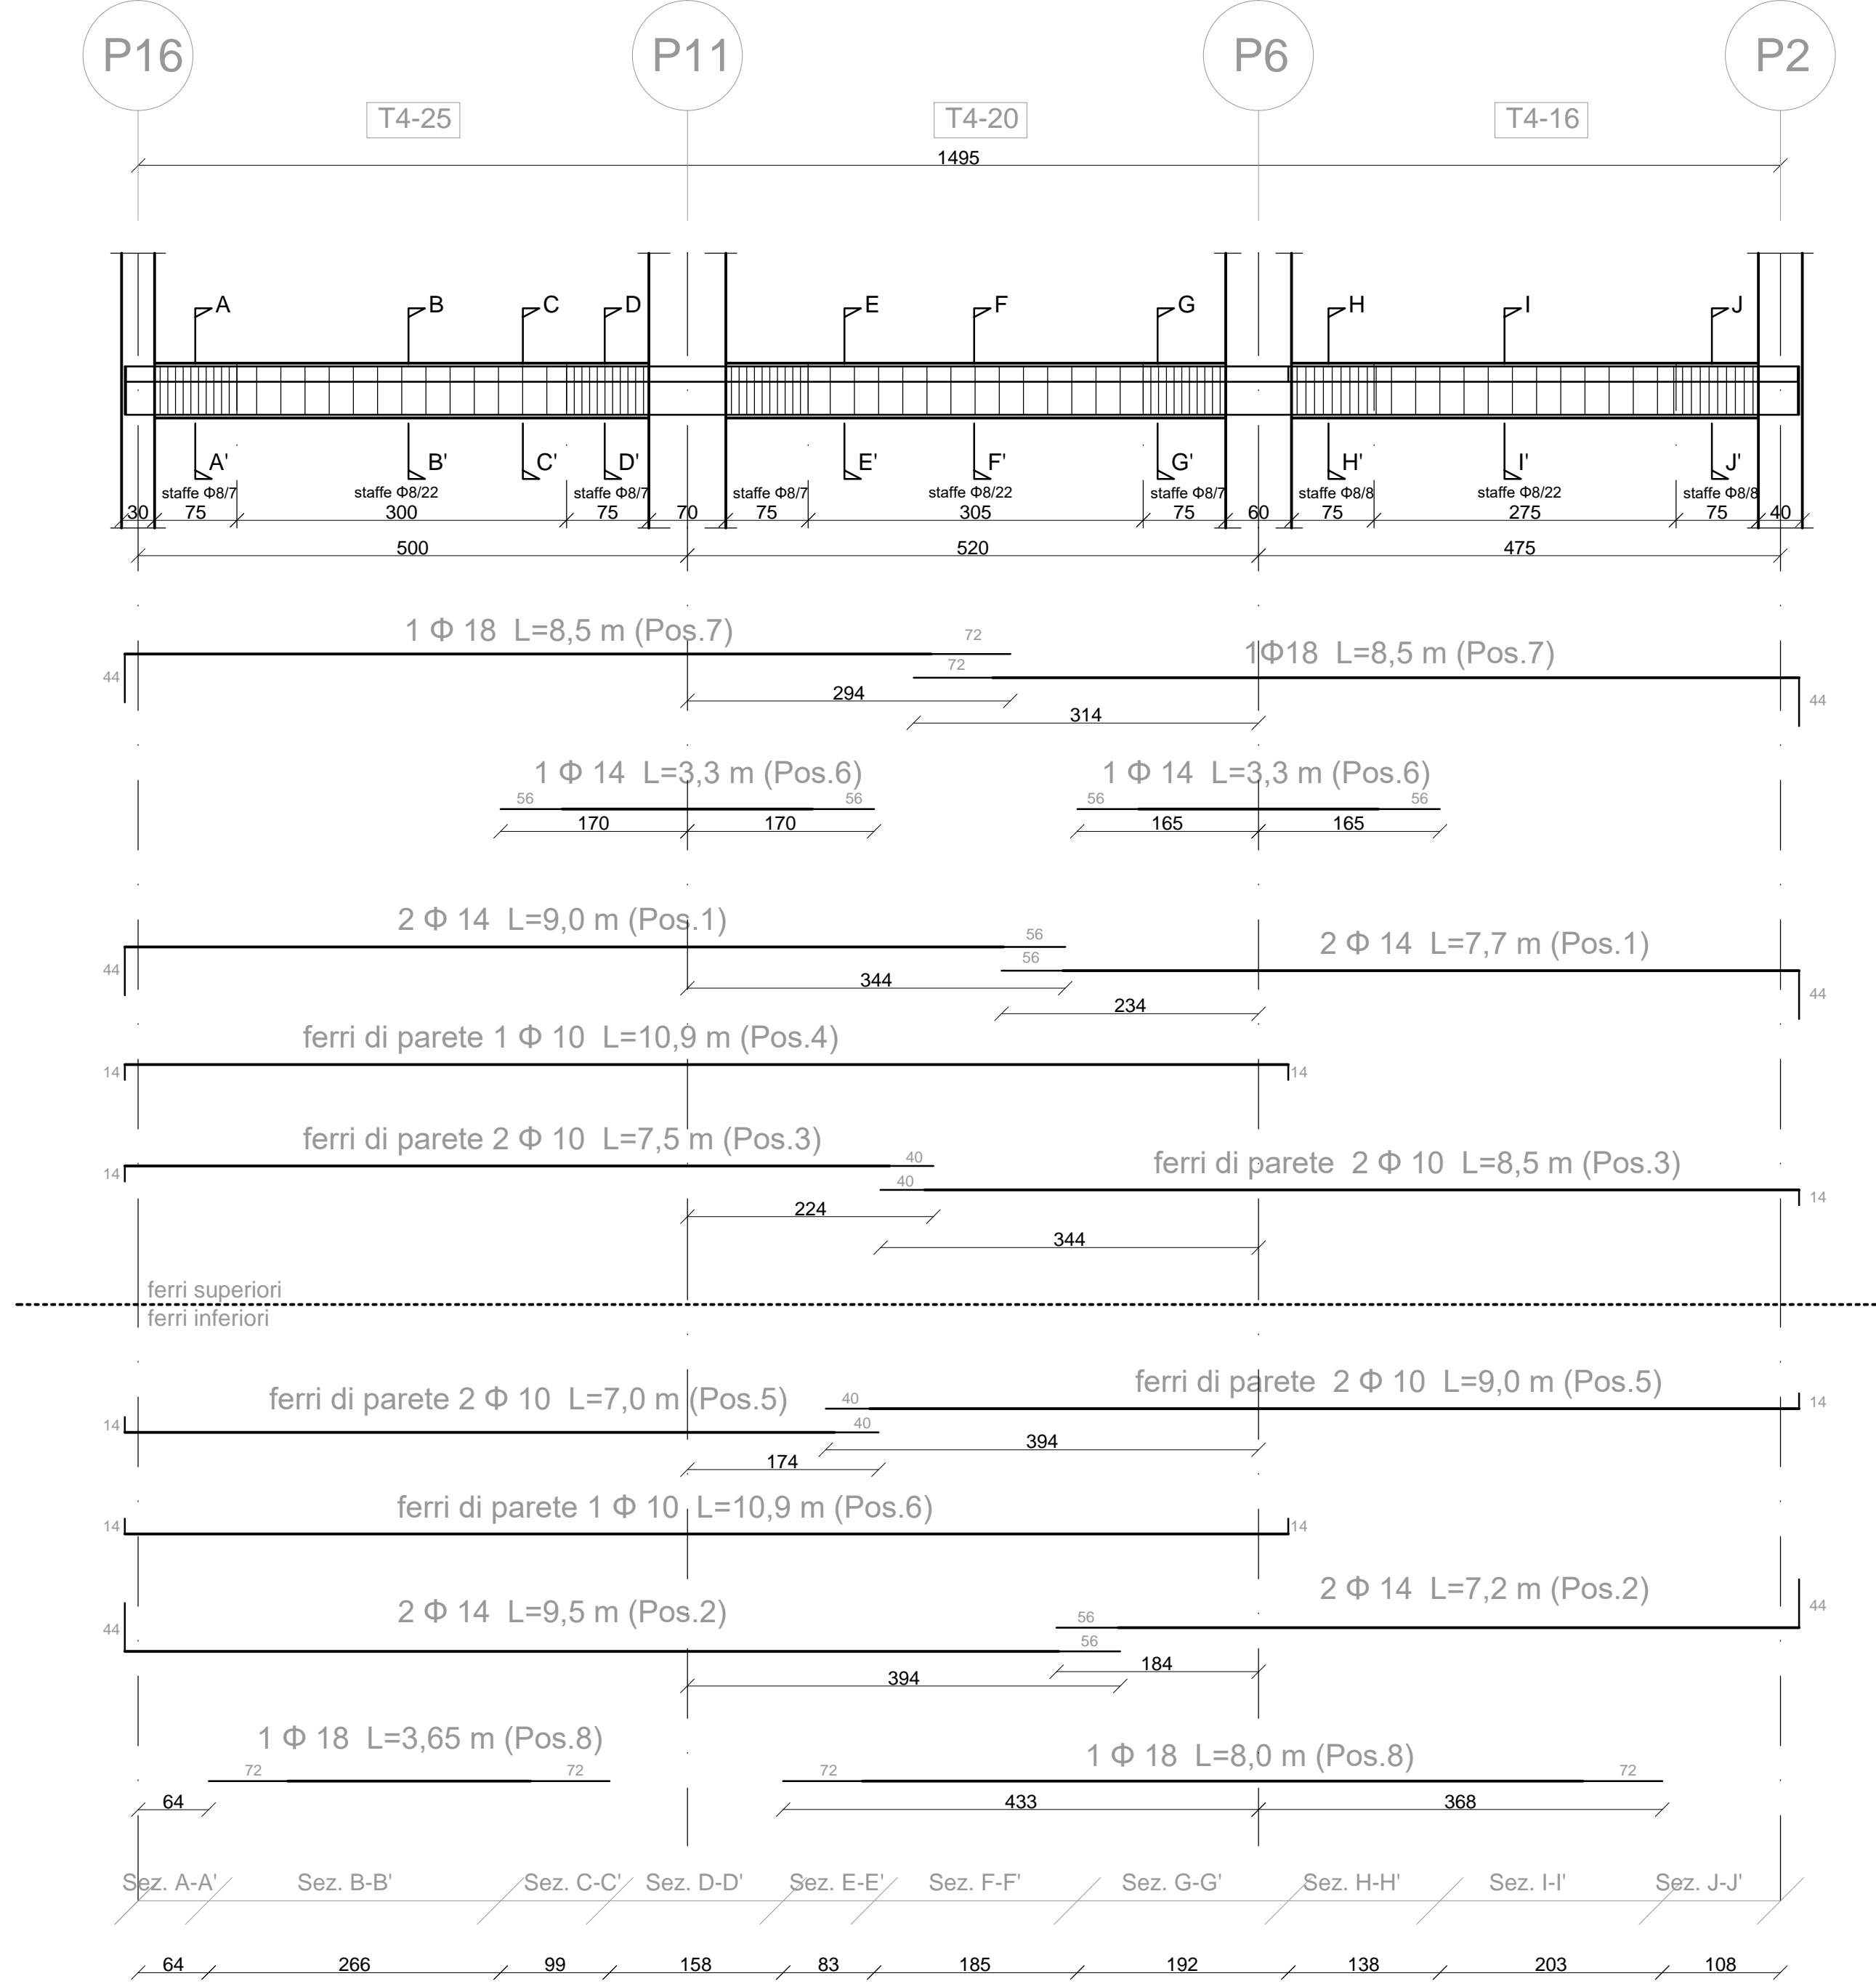 P16 P11 P6 P2
T4-25 T4-20 T4-16
1495
A B C D E F G H I J
A' B' C' D' E' F' G' H' I' J'
staffe Φ8/7 staffe Φ8/22 staffe Φ8/7 staffe Φ8/7 staffe Φ8/22 staffe Φ8/7 staffe Φ8/8 staffe Φ8/22 staffe Φ8/8
30 75 300 75 70 75 305 75 60 75 275 75 40
500 520 475
1 Φ 18 L=8,5 m (Pos.7) 72
44 72 1Φ18 L=8,5 m (Pos.7)
294 44
314
1 Φ 14 L=3,3 m (Pos.6) 1 Φ 14 L=3,3 m (Pos.6)
56 56 56 56
170 170 165 165
2 Φ 14 L=9,0 m (Pos.1) 56
44 56 2 Φ 14 L=7,7 m (Pos.1)
344 44
234
ferri di parete 1 Φ 10 L=10,9 m (Pos.4)
14 14
ferri di parete 2 Φ 10 L=7,5 m (Pos.3) 40
14 40 ferri di parete 2 Φ 10 L=8,5 m (Pos.3)
224 14
344
ferri superiori
ferri inferiori
ferri di parete 2 Φ 10 L=9,0 m (Pos.5)
ferri di parete 2 Φ 10 L=7,0 m (Pos.5) 40 14
14 40
394
174
ferri di parete 1 Φ 10 L=10,9 m (Pos.6)
14 14
2 Φ 14 L=7,2 m (Pos.2)
2 Φ 14 L=9,5 m (Pos.2) 56 44
44 56
184
394
1 Φ 18 L=3,65 m (Pos.8) 1 Φ 18 L=8,0 m (Pos.8)
72 72 72 72
64 433 368
Sez. A-A' Sez. B-B' Sez. C-C' Sez. D-D' Sez. E-E' Sez. F-F' Sez. G-G' Sez. H-H' Sez. I-I' Sez. J-J'
64 266 99 158 83 185 192 138 203 108